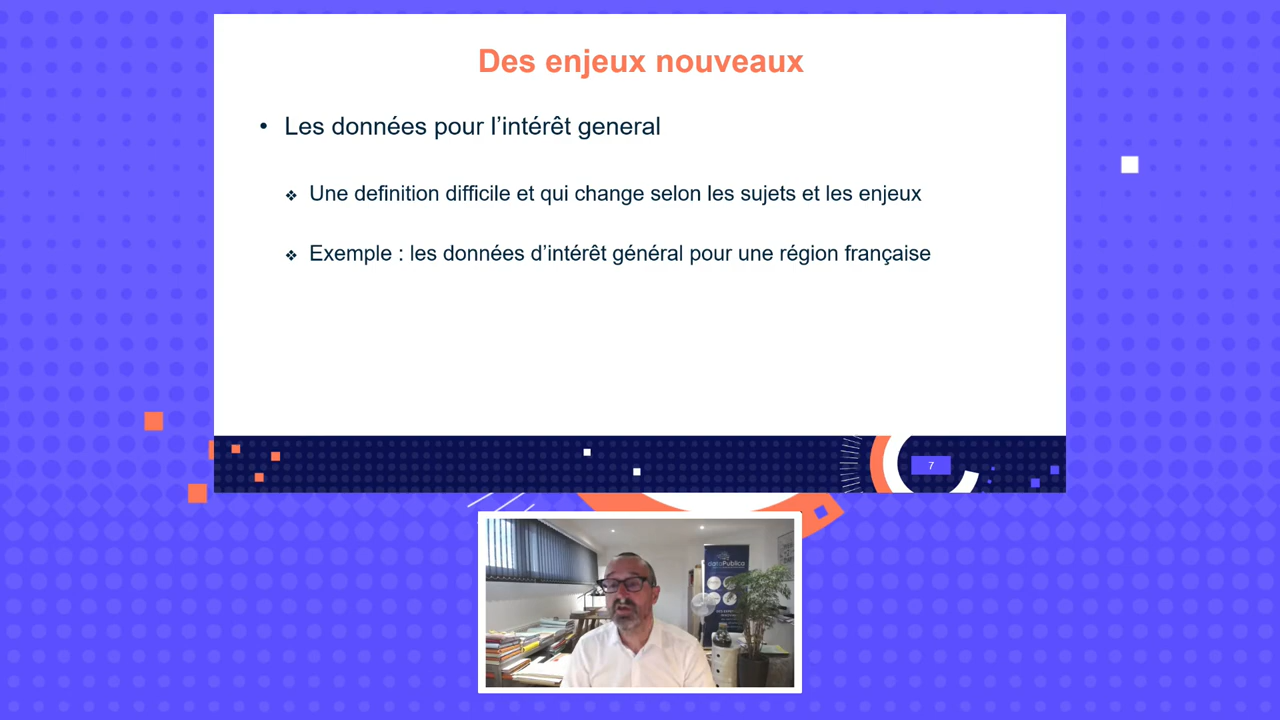 Des enjeux nouveaux
• Les données pour l’intérêt general
❖ Une definition difficile et qui change selon les sujets et les enjeux
❖ Exemple : les données d’intérêt général pour une région française
7